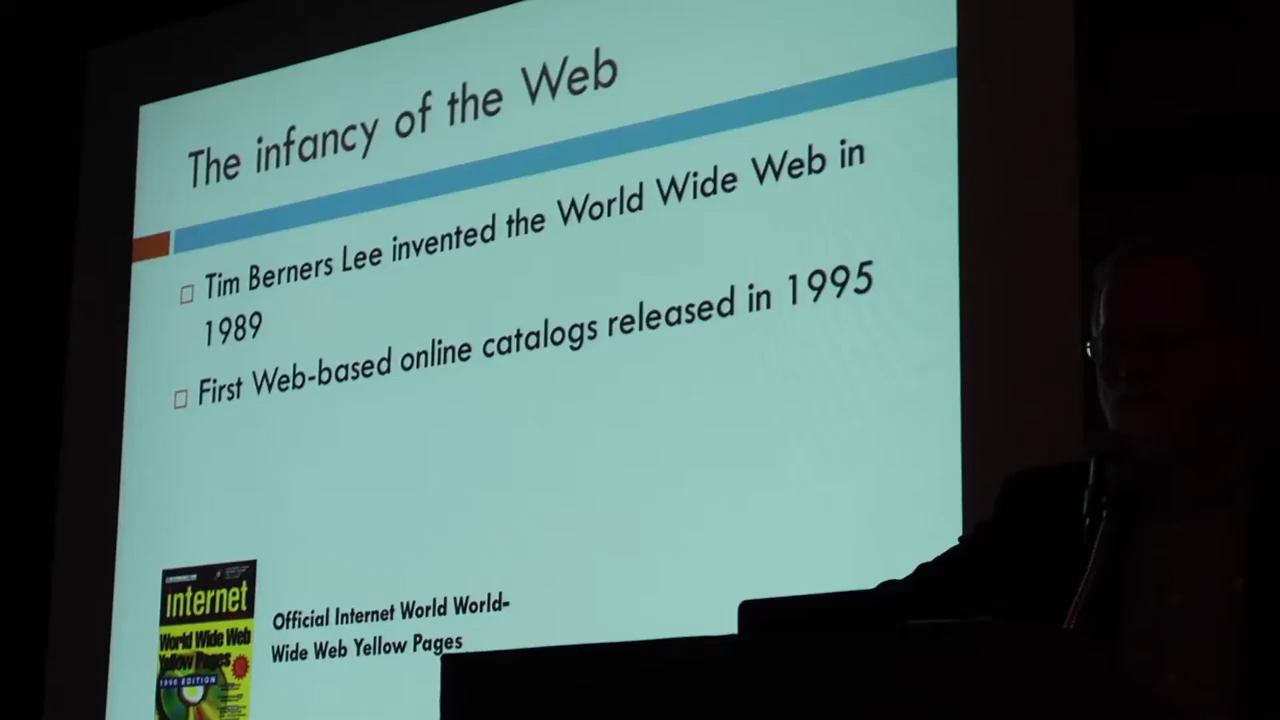 The infancy of the Web
Tim Berners Lee invented the World Wide Web in
1989
First Web-based online catalogs released in 1995
internet
World Wide Web
Yellow Pages
1996 EDITION
Official Internet World World-
Wide Web Yellow Pages